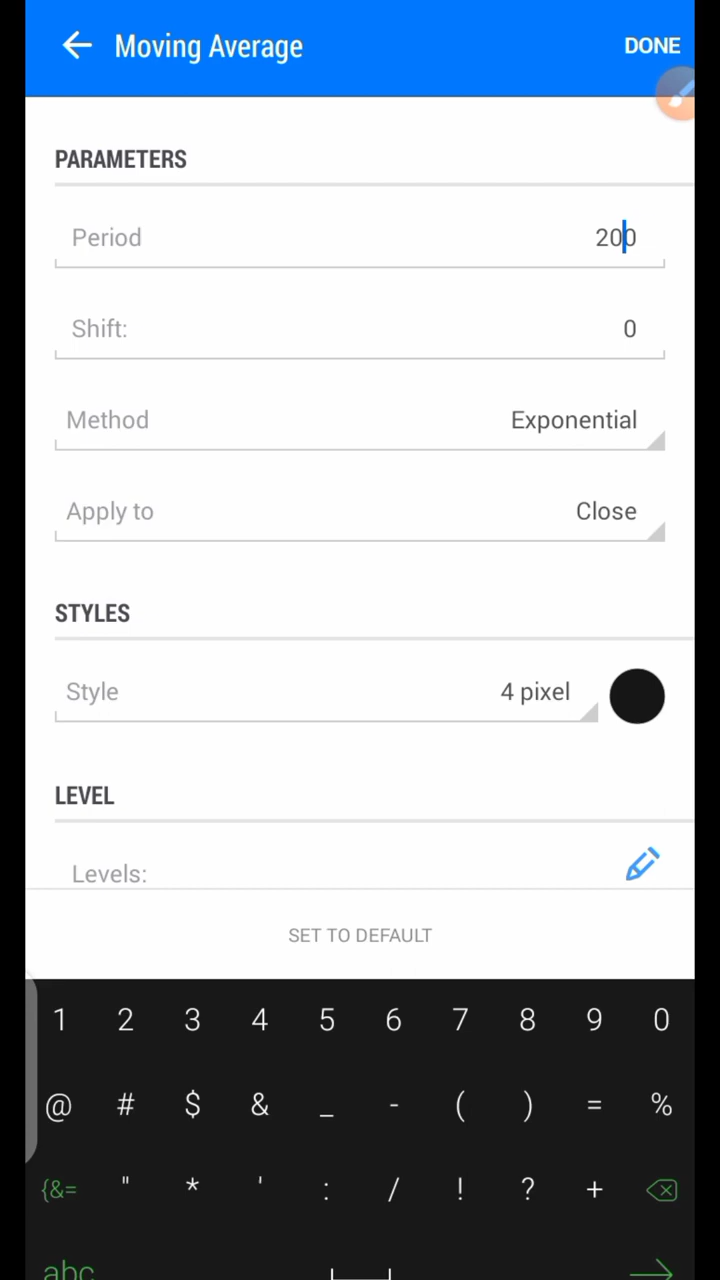 Moving Average DONE
PARAMETERS
Period 200
Shift: 0
Method Exponential
Apply to Close
STYLES
Style 4 pixel
LEVEL
Levels:
SET TO DEFAULT
1 2 3 4 5 6 7 8 9 0
@ # $ & _ - ( ) = %
{&= " * ' : / ! ? +
abc